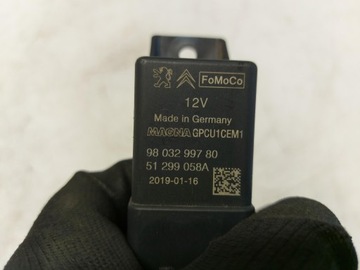 FoMoCo
12V
Made in Germany
MAGNA GPCU1CEM1
98 032 997 80
51 299 058A
2019-01-16